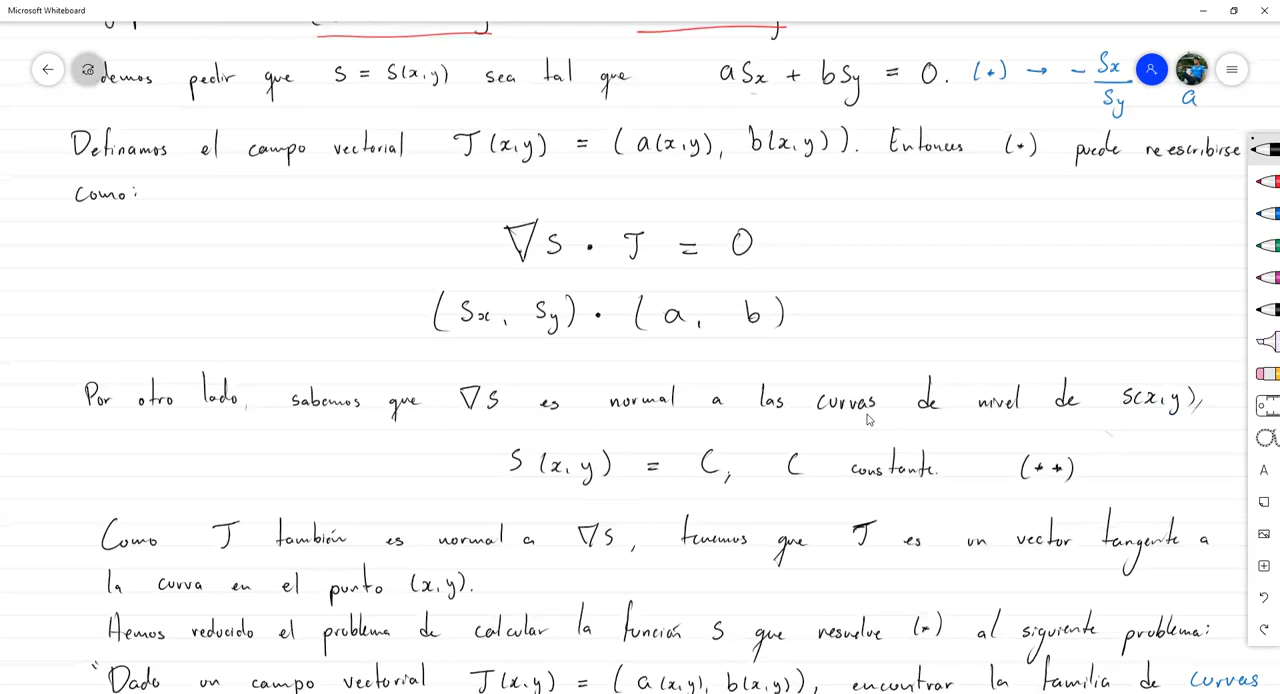 Microsoft Whiteboard
demos pedir que S = S(x,y) sea tal que aSx + bSy = 0. (*) → - Sx/Sy a
Definamos el campo vectorial J(x,y) = (a(x,y), b(x,y)). Entonces (*) puede reescribirse
como:
∇S · J = 0
(Sx, Sy) · (a, b)
Por otro lado, sabemos que ∇S es normal a las curvas de nivel de S(x,y),
S(x,y) = C, C constante. (**)
Como J también es normal a ∇S, tenemos que J es un vector tangente a
la curva en el punto (x,y).
Hemos reducido el problema de calcular la función S que resuelve (*) al siguiente problema:
"Dado un campo vectorial J(x,y) = (a(x,y), b(x,y)), encontrar la familia de curvas
A